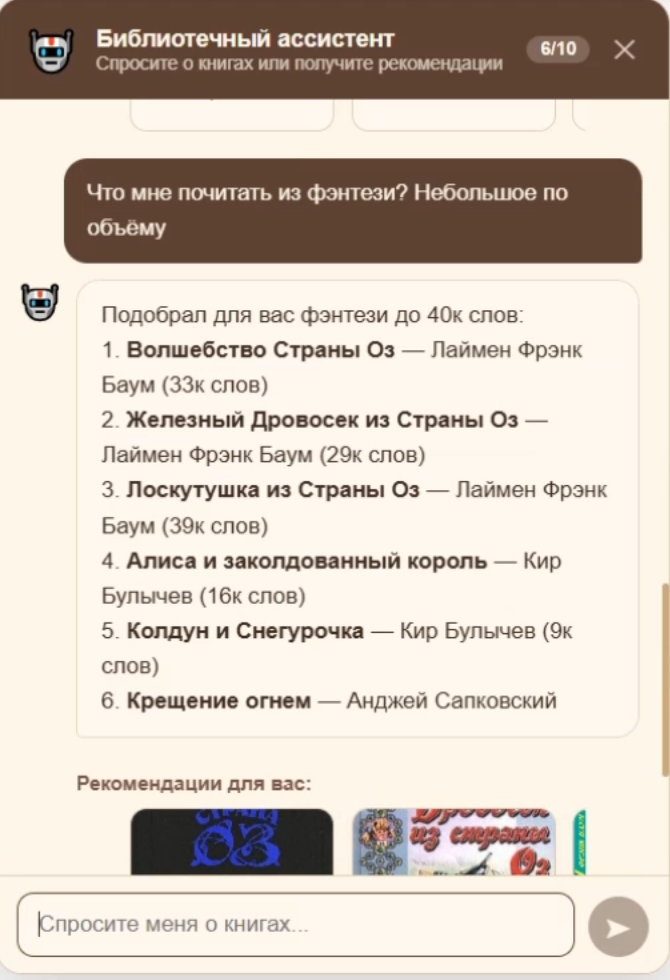 Библиотечный ассистент
Спросите о книгах или получите рекомендации
6/10
Что мне почитать из фэнтези? Небольшое по
объёму
Подобрал для вас фэнтези до 40к слов:
1. Волшебство Страны Оз — Лаймен Фрэнк
Баум (33к слов)
2. Железный Дровосек из Страны Оз —
Лаймен Фрэнк Баум (29к слов)
3. Лоскутушка из Страны Оз — Лаймен Фрэнк
Баум (39к слов)
4. Алиса и заколдованный король — Кир
Булычев (16к слов)
5. Колдун и Снегурочка — Кир Булычев (9к
слов)
6. Крещение огнем — Анджей Сапковский
Рекомендации для вас:
СТРАНА
ОЗ
Дровосек
из страны
Оз
Спросите меня о книгах...